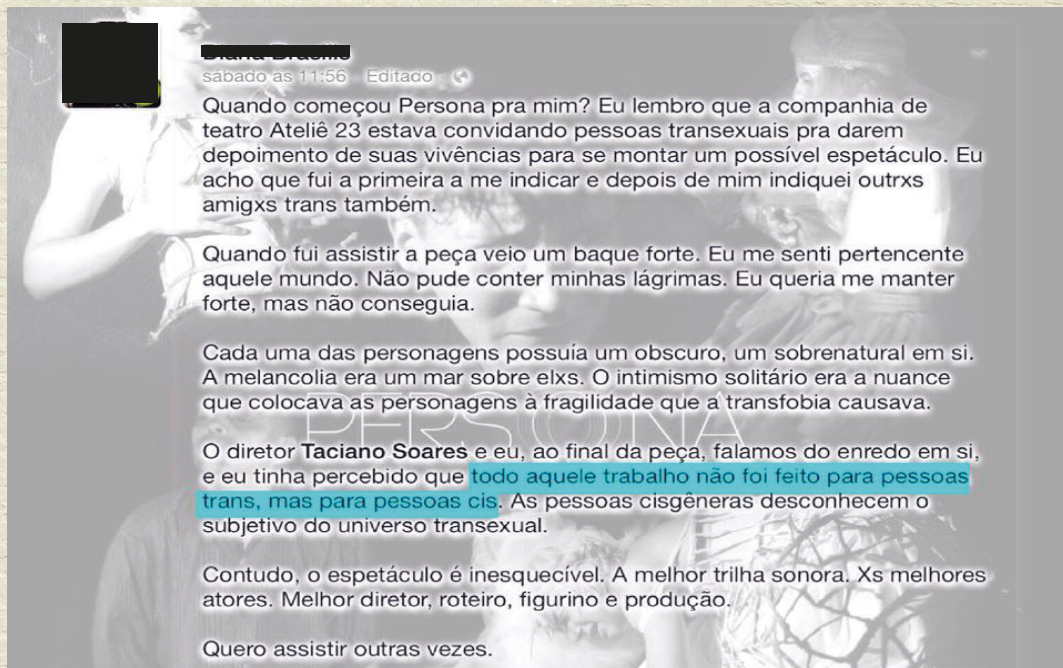 sábado às 11:56 Editado
Quando começou Persona pra mim? Eu lembro que a companhia de
teatro Ateliê 23 estava convidando pessoas transexuais pra darem
depoimento de suas vivências para se montar um possível espetáculo. Eu
acho que fui a primeira a me indicar e depois de mim indiquei outrxs
amigxs trans também.
Quando fui assistir a peça veio um baque forte. Eu me senti pertencente
aquele mundo. Não pude conter minhas lágrimas. Eu queria me manter
forte, mas não conseguia.
Cada uma das personagens possuía um obscuro, um sobrenatural em si.
A melancolia era um mar sobre elxs. O intimismo solitário era a nuance
que colocava as personagens à fragilidade que a transfobia causava.
PERSONA
O diretor Taciano Soares e eu, ao final da peça, falamos do enredo em si,
e eu tinha percebido que todo aquele trabalho não foi feito para pessoas
trans, mas para pessoas cis. As pessoas cisgêneras desconhecem o
subjetivo do universo transexual.
Contudo, o espetáculo é inesquecível. A melhor trilha sonora. Xs melhores
atores. Melhor diretor, roteiro, figurino e produção.
Quero assistir outras vezes.